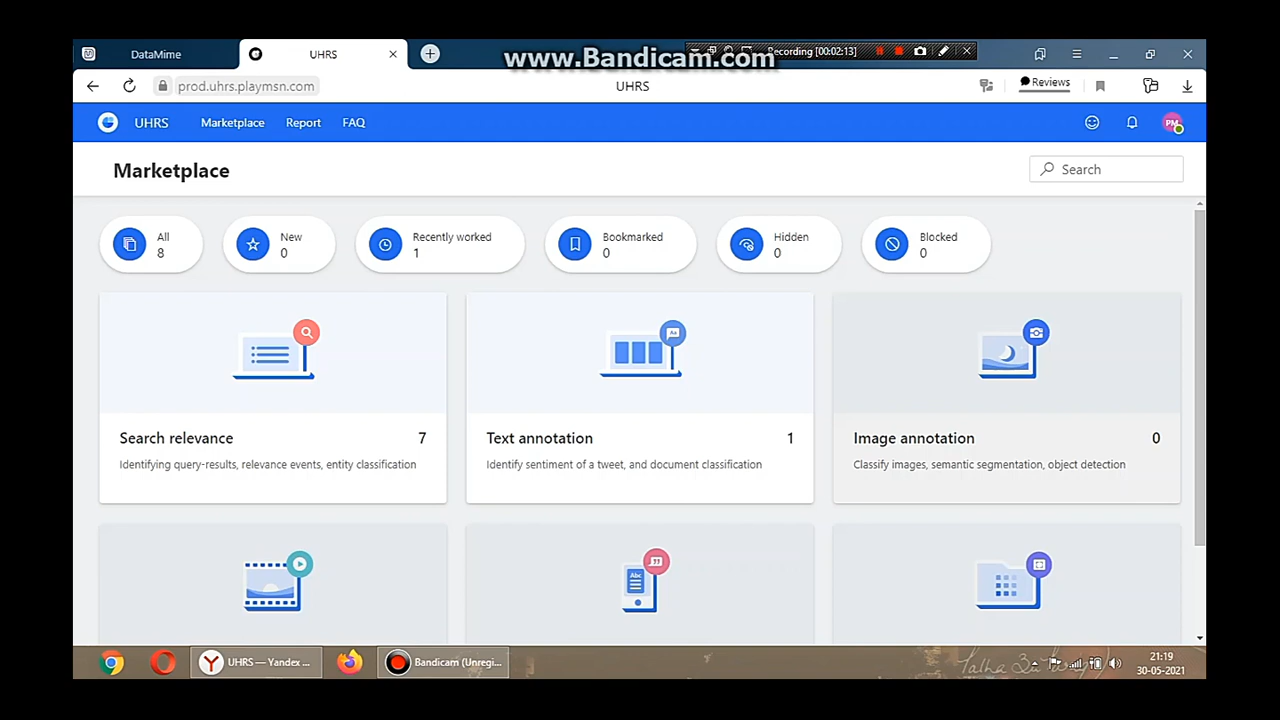 DataMime
UHRS
www.Bandicam.com
Recording [00:02:13]
prod.uhrs.playmsn.com
UHRS
Reviews
UHRS
Marketplace
Report
FAQ
PM
Marketplace
Search
All
8
New
0
Recently worked
1
Bookmarked
0
Hidden
0
Blocked
0
Search relevance 7
Identifying query-results, relevance events, entity classification
Text annotation 1
Identify sentiment of a tweet, and document classification
Image annotation 0
Classify images, semantic segmentation, object detection
Abc
UHRS — Yandex ...
Bandicam (Unregi...
21:19
30-05-2021